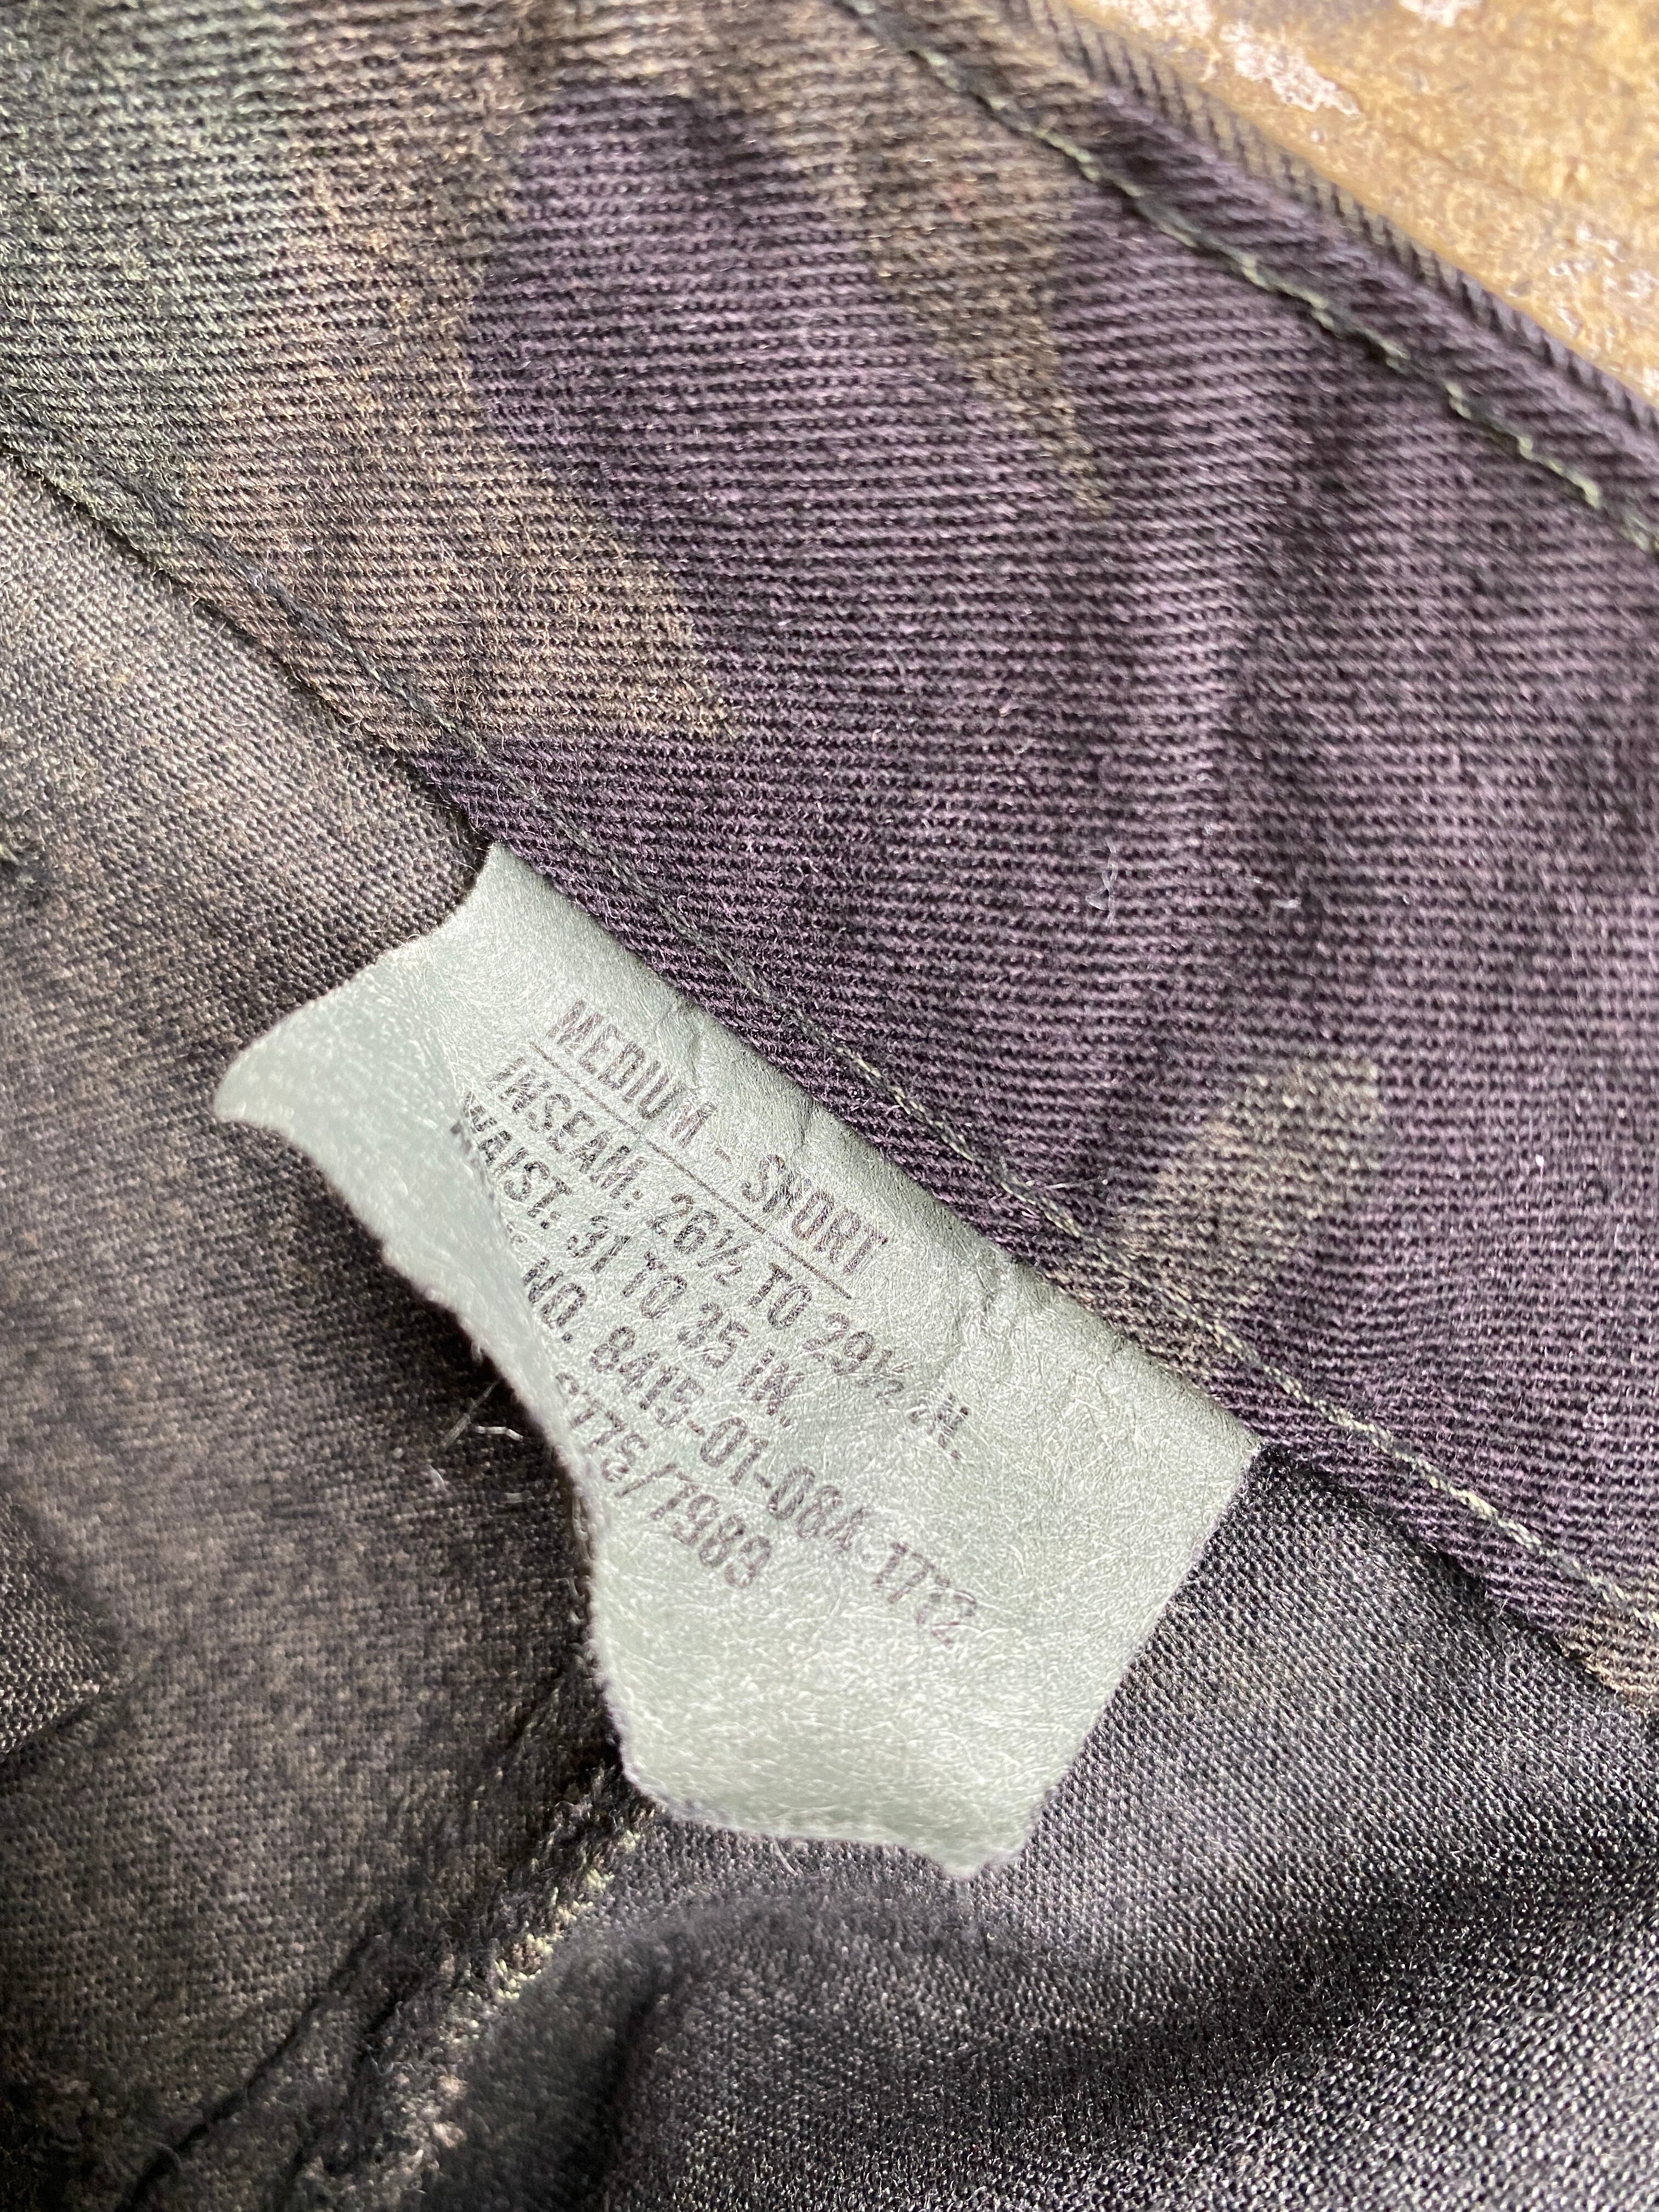 MEDIUM - SHORT
INSEAM: 26½ TO 29½ IN.
WAIST: 31 TO 35 IN.
NO. 8415-01-084-1712
/1989